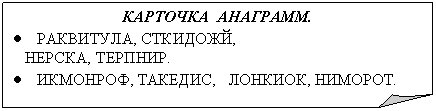 КАРТОЧКА АНАГРАММ.
• РАКВИТУЛА, СТКИДОЖЙ,
НЕРСКА, ТЕРПНИР.
• ИКМОНРОФ, ТАКЕДИС, ЛОНКИОК, НИМОРОТ.